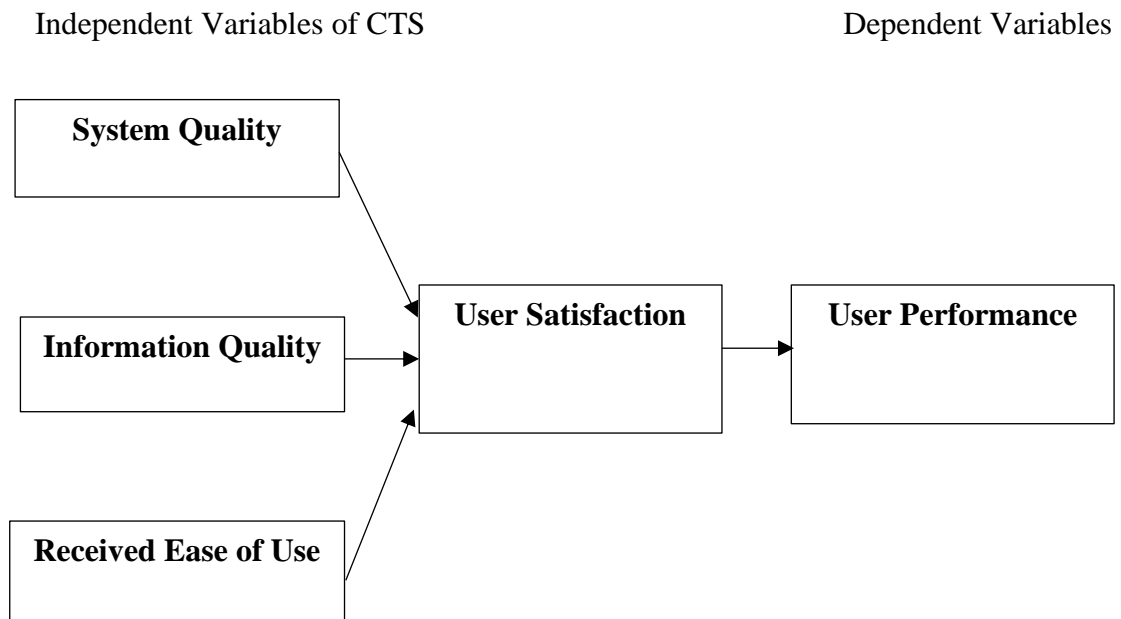 Independent Variables of CTS
Dependent Variables
System Quality
Information Quality
User Satisfaction
User Performance
Received Ease of Use